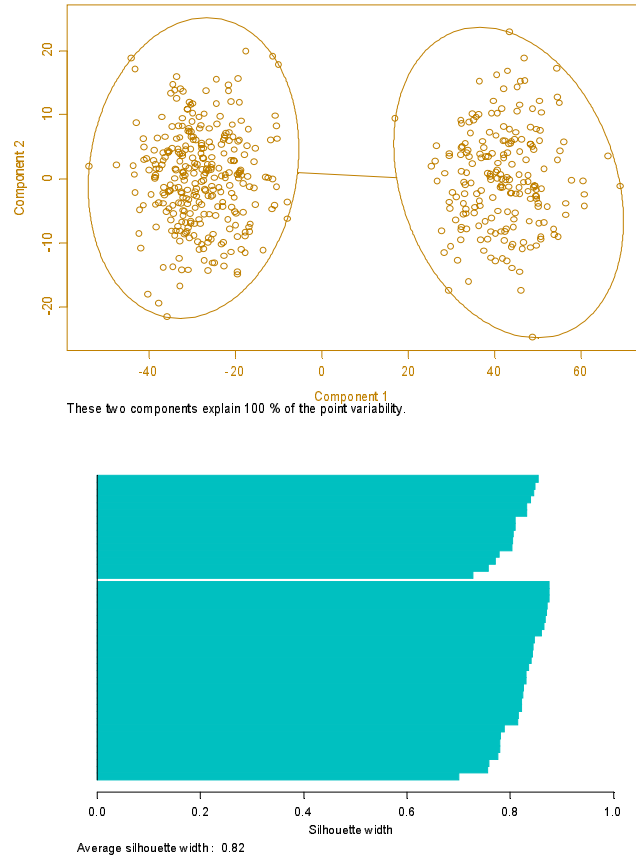 20
10
0
-10
-20
Component 2
-40 -20 0 20 40 60
Component 1
These two components explain 100 % of the point variability.
0.0 0.2 0.4 0.6 0.8 1.0
Silhouette width
Average silhouette width : 0.82